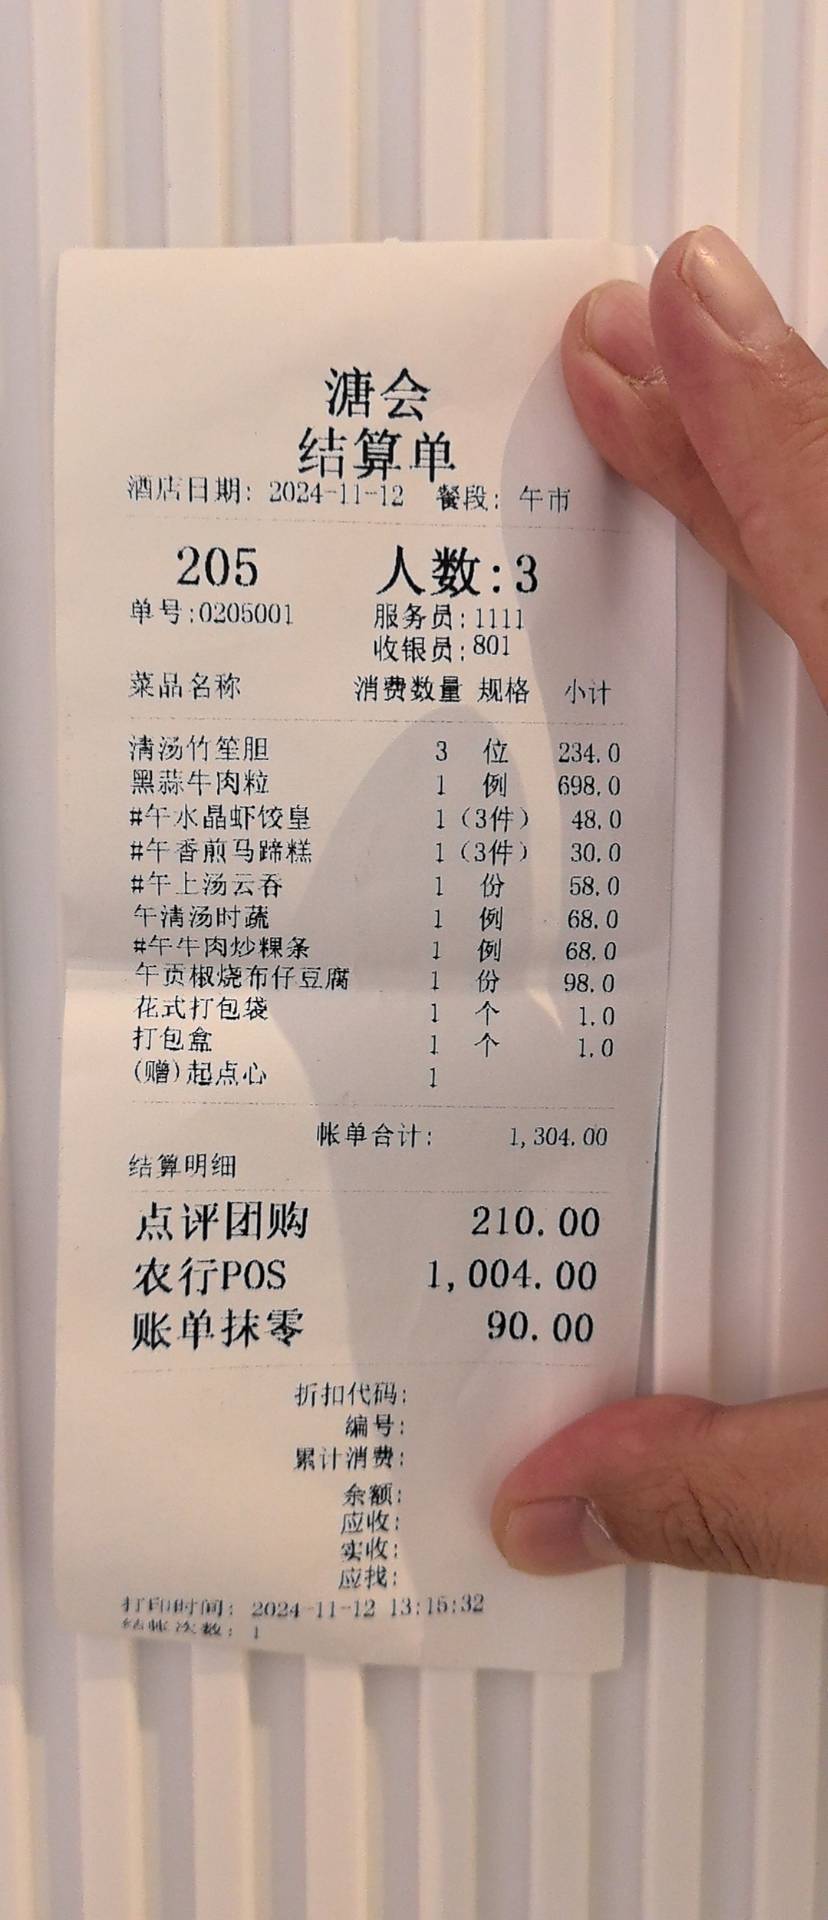 溏会
结算单
酒店日期: 2024-11-12 餐段: 午市
205 人数:3
单号:0205001 服务员:1111
收银员:801
菜品名称 消费数量 规格 小计
清汤竹笙胆 3 位 234.0
黑蒜牛肉粒 1 例 698.0
#午水晶虾饺皇 1 (3件) 48.0
#午香煎马蹄糕 1 (3件) 30.0
#午上汤云吞 1 份 58.0
午清汤时蔬 1 例 68.0
#午牛肉炒粿条 1 例 68.0
午贡椒烧布仔豆腐 1 份 98.0
花式打包袋 1 个 1.0
打包盒 1 个 1.0
(赠)起点心 1
帐单合计: 1,304.00
结算明细
点评团购 210.00
农行POS 1,004.00
账单抹零 90.00
折扣代码:
编号:
累计消费:
余额:
应收:
实收:
应找:
打印时间: 2024-11-12 13:15:32
结帐次数: 1